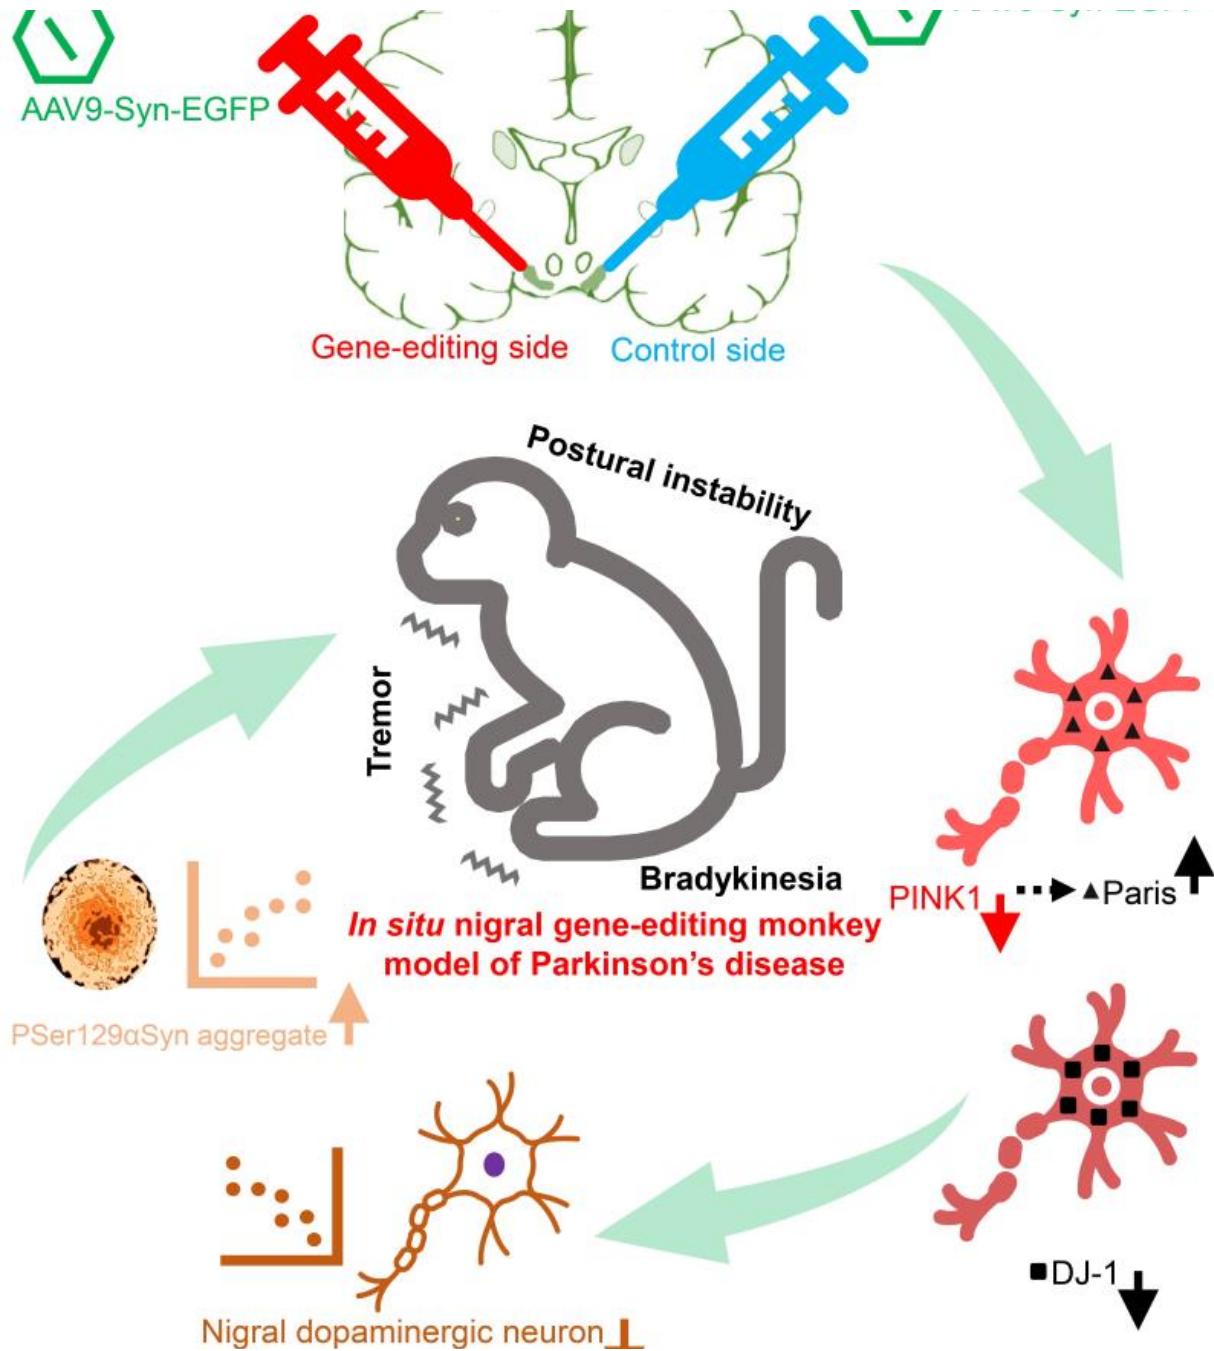 AAV9-Syn-EGFP
Gene-editing side
Control side
Postural instability
Tremor
Bradykinesia
In situ nigral gene-editing monkey
model of Parkinson's disease
PINK1
Paris
PSer129αSyn aggregate
DJ-1
Nigral dopaminergic neuron